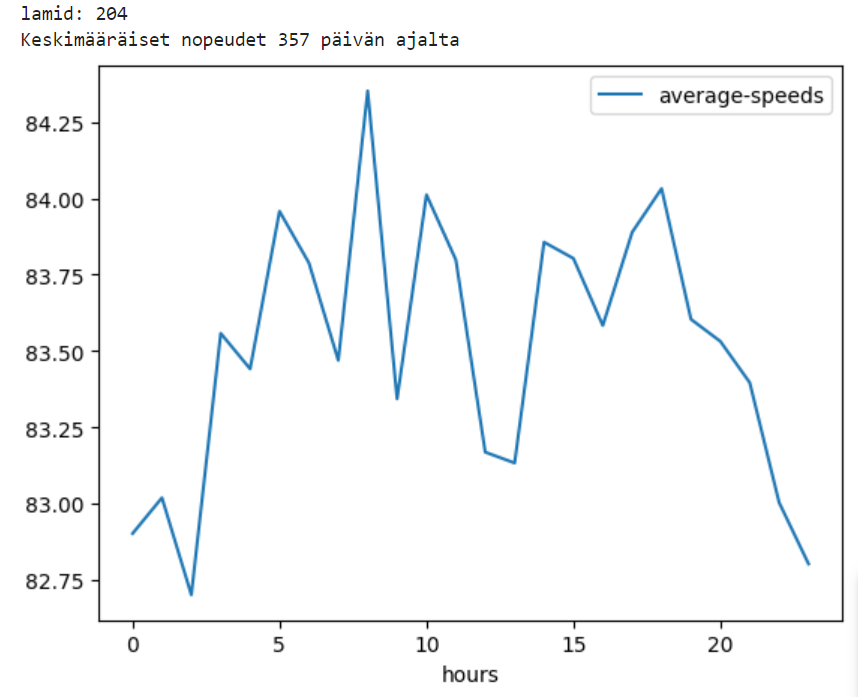 lamid: 204
Keskimääräiset nopeudet 357 päivän ajalta
average-speeds
84.25
84.00
83.75
83.50
83.25
83.00
82.75
0 5 10 15 20
hours